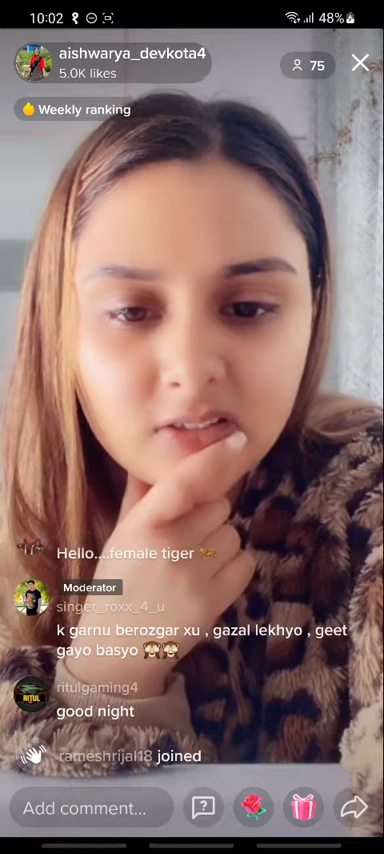 10:02
48%
aishwarya_devkota4
5.0K likes
75
Weekly ranking
Hello....female tiger 🐅
Moderator
singer_roxx_4_u
k garnu berozgar xu , gazal lekhyo , geet
gayo basyo 🙈🙈
RITUL
ritulgaming4
good night
rameshrijal18 joined
Add comment...